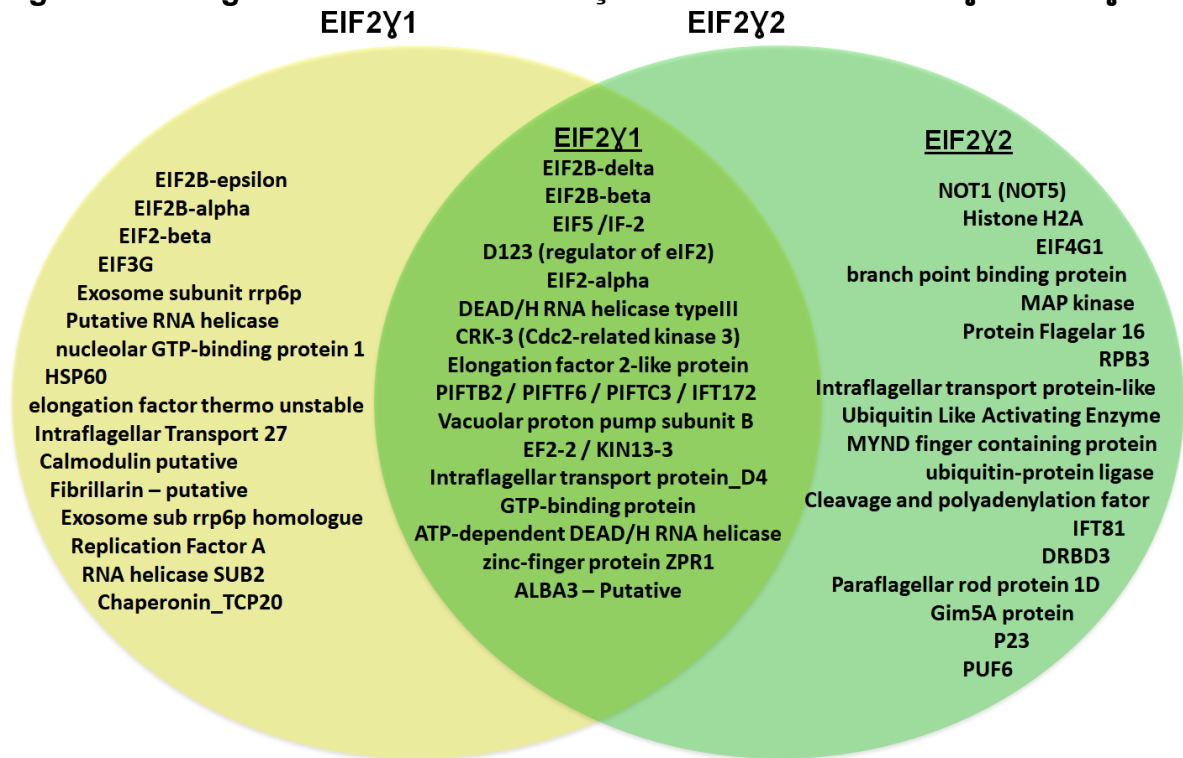 EIF2Ɣ1
EIF2Ɣ2
EIF2B-epsilon
EIF2B-alpha
EIF2-beta
EIF3G
Exosome subunit rrp6p
Putative RNA helicase
nucleolar GTP-binding protein 1
HSP60
elongation factor thermo unstable
Intraflagellar Transport 27
Calmodulin putative
Fibrillarin – putative
Exosome sub rrp6p homologue
Replication Factor A
RNA helicase SUB2
Chaperonin_TCP20
EIF2Ɣ1
EIF2B-delta
EIF2B-beta
EIF5 /IF-2
D123 (regulator of eIF2)
EIF2-alpha
DEAD/H RNA helicase typeIII
CRK-3 (Cdc2-related kinase 3)
Elongation factor 2-like protein
PIFTB2 / PIFTF6 / PIFTC3 / IFT172
Vacuolar proton pump subunit B
EF2-2 / KIN13-3
Intraflagellar transport protein_D4
GTP-binding protein
ATP-dependent DEAD/H RNA helicase
zinc-finger protein ZPR1
ALBA3 – Putative
EIF2Ɣ2
NOT1 (NOT5)
Histone H2A
EIF4G1
branch point binding protein
MAP kinase
Protein Flagelar 16
RPB3
Intraflagellar transport protein-like
Ubiquitin Like Activating Enzyme
MYND finger containing protein
ubiquitin-protein ligase
Cleavage and polyadenylation fator
IFT81
DRBD3
Paraflagellar rod protein 1D
Gim5A protein
P23
PUF6